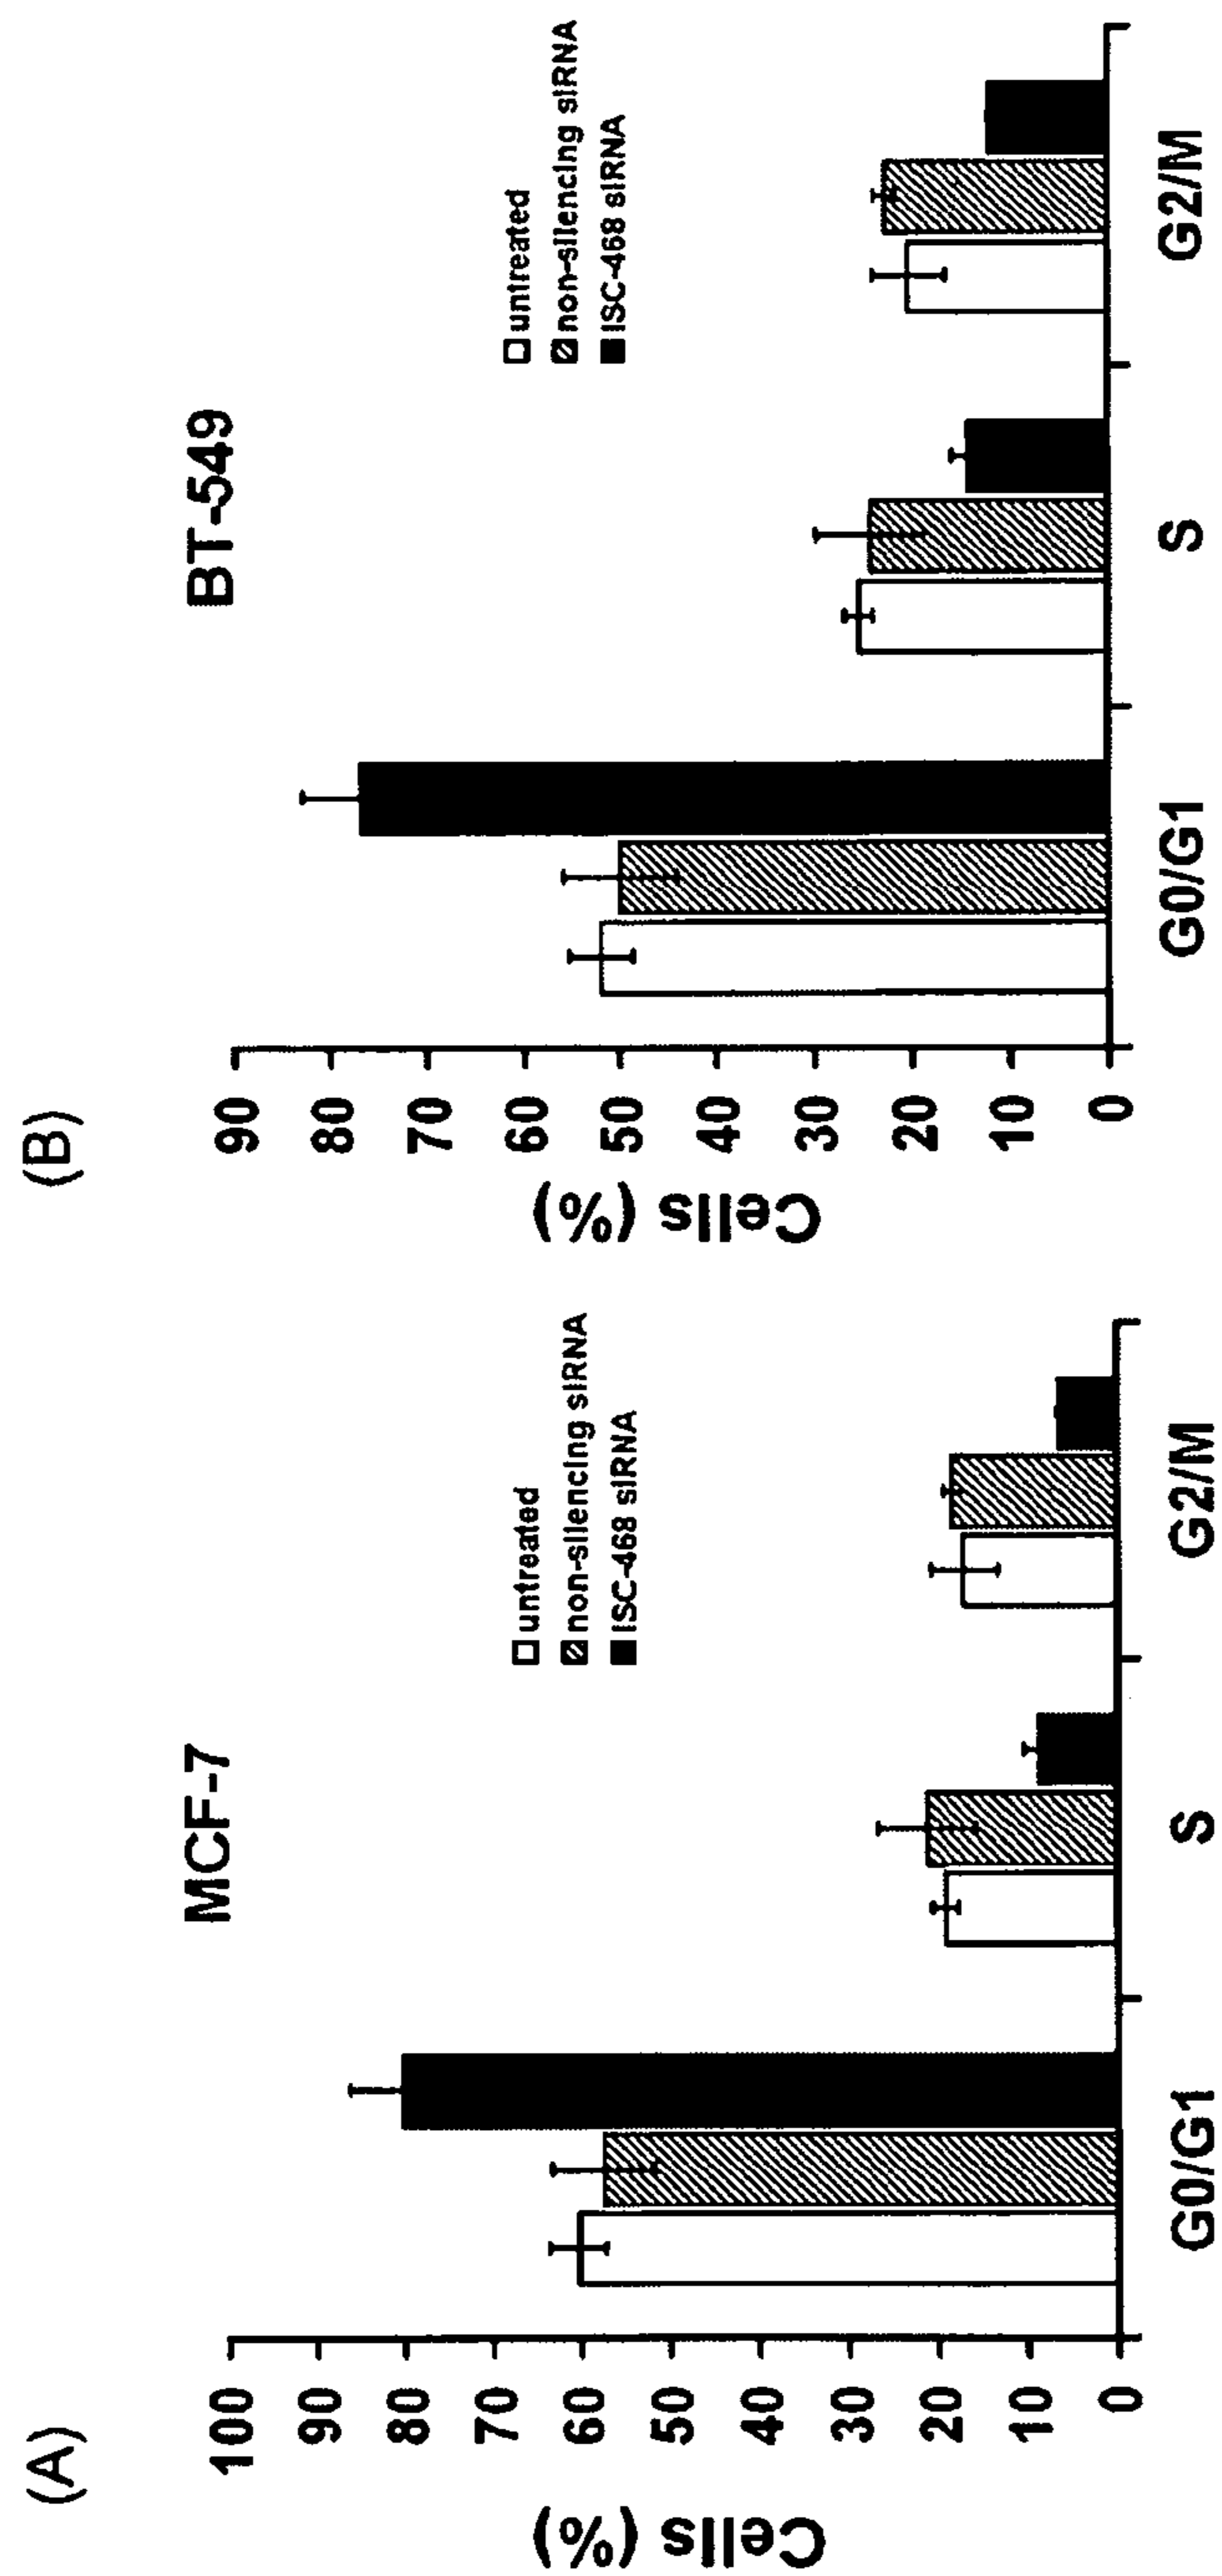 (A)
MCF-7
Cells (%)
100
90
80
70
60
50
40
30
20
10
0
untreated
non-silencing siRNA
ISC-468 siRNA
G0/G1 S G2/M
(B)
BT-549
Cells (%)
90
80
70
60
50
40
30
20
10
0
untreated
non-silencing siRNA
ISC-468 siRNA
G0/G1 S G2/M